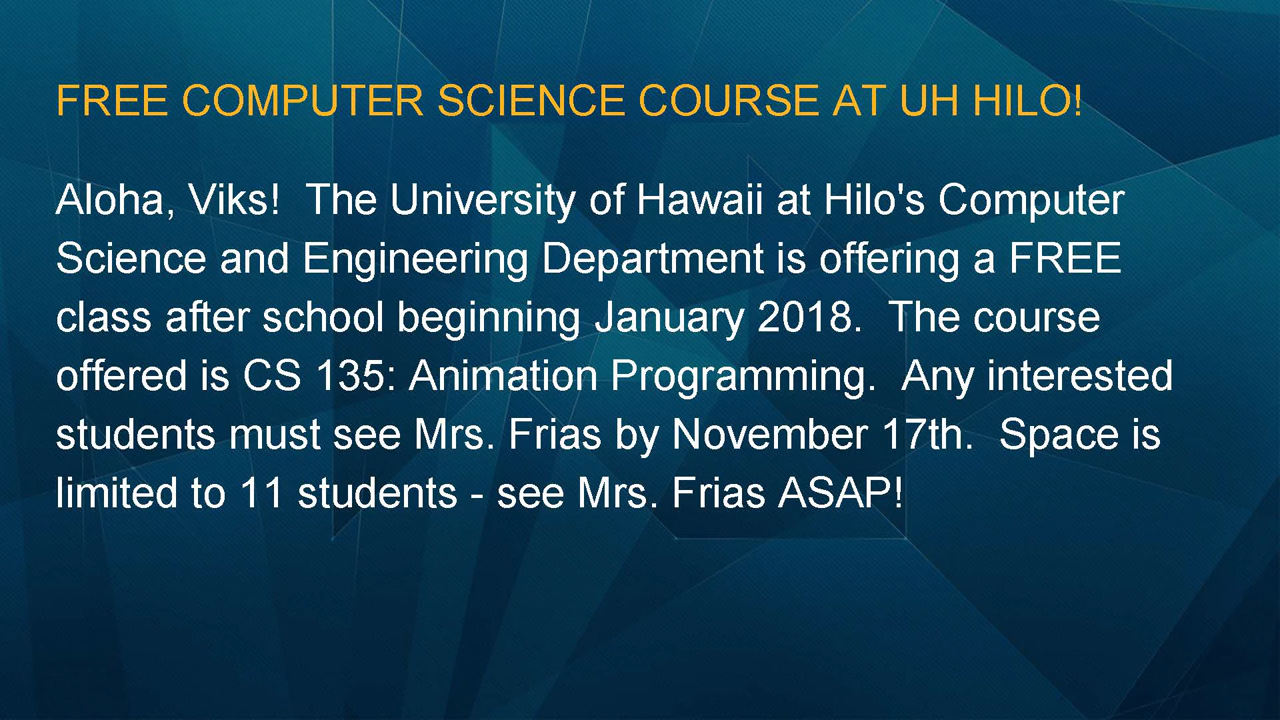 FREE COMPUTER SCIENCE COURSE AT UH HILO!
Aloha, Viks!  The University of Hawaii at Hilo's Computer
Science and Engineering Department is offering a FREE
class after school beginning January 2018.  The course
offered is CS 135: Animation Programming.  Any interested
students must see Mrs. Frias by November 17th.  Space is
limited to 11 students - see Mrs. Frias ASAP!